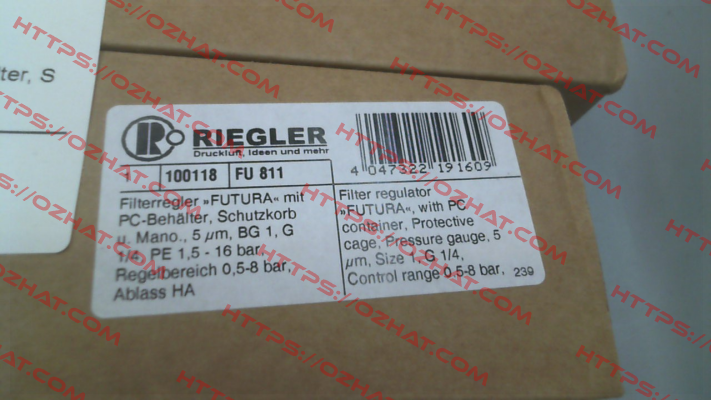 ter, S
RIEGLER
Druckluft, Ideen und mehr
1 100118 FU 811
Filterregler »FUTURA« mit
PC-Behälter, Schutzkorb
u. Mano., 5 µm, BG 1, G
1/4, PE 1,5 - 16 bar,
Regelbereich 0,5-8 bar,
Ablass HA
4 047322 191609
Filter regulator
»FUTURA«, with PC
container, Protective
cage, Pressure gauge, 5
µm, Size 1, G 1/4,
Control range 0,5-8 bar,
239
HTTPS://OZHAT.COM